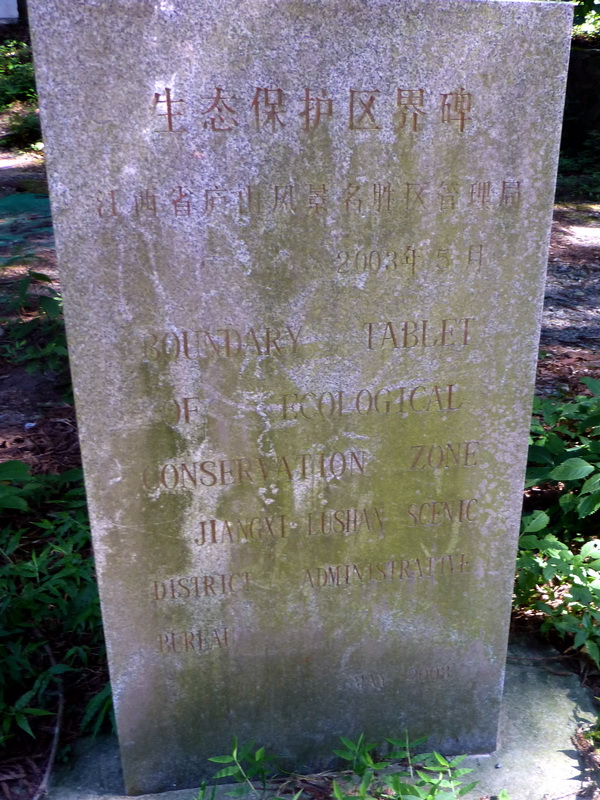 生态保护区界碑
江西省庐山风景名胜区管理局
2003年5月
BOUNDARY TABLET
OF ECOLOGICAL
CONSERVATION ZONE
JIANGXI LUSHAN SCENIC
DISTRICT ADMINISTRATIVE
BUREAU
MAY 2003